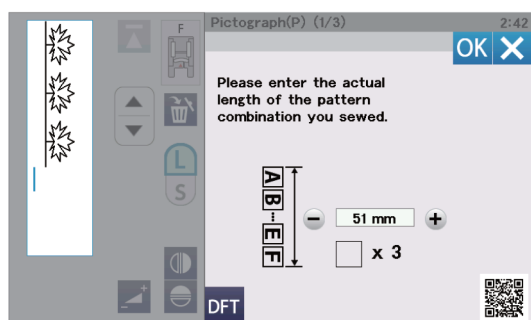 Pictograph(P) (1/3)
2:42
F
OK
Please enter the actual
length of the pattern
combination you sewed.
L
S
A
B
E
F
51 mm
x 3
DFT